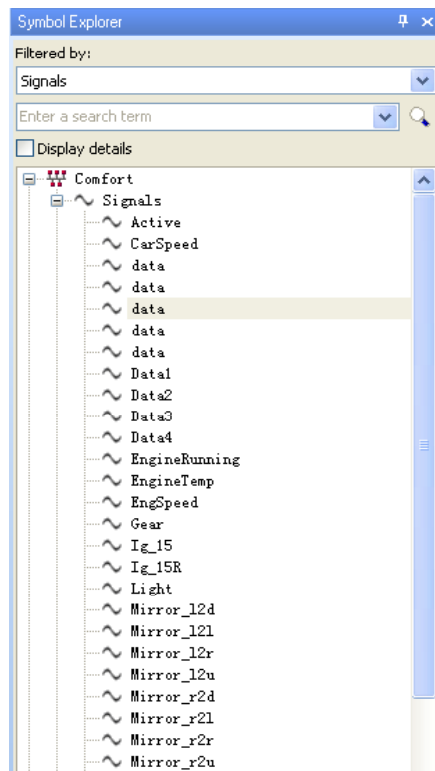 Symbol Explorer
Filtered by:
Signals
Enter a search term
Display details
Comfort
Signals
Active
CarSpeed
data
data
data
data
data
Data1
Data2
Data3
Data4
EngineRunning
EngineTemp
EngSpeed
Gear
Ig_15
Ig_15R
Light
Mirror_l2d
Mirror_l2l
Mirror_l2r
Mirror_l2u
Mirror_r2d
Mirror_r2l
Mirror_r2r
Mirror_r2u